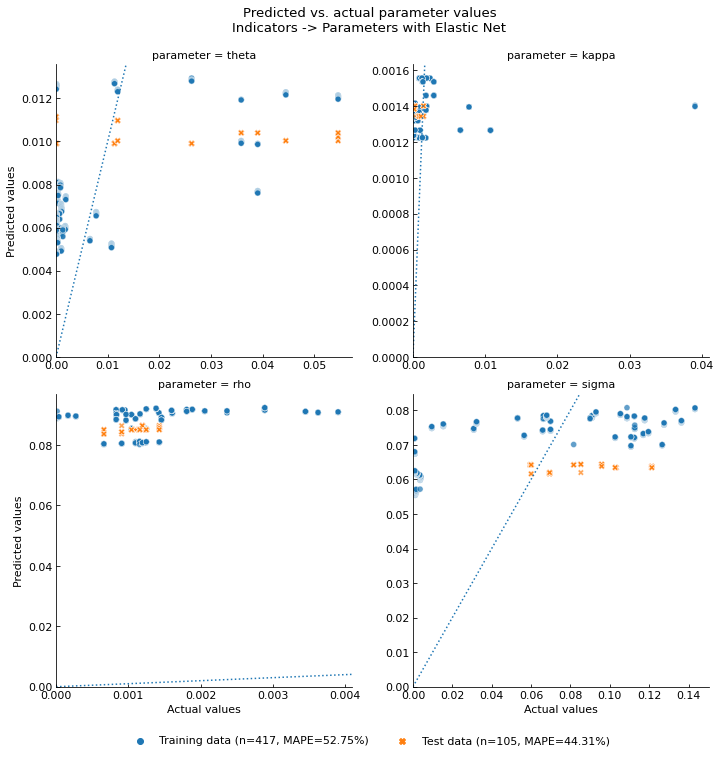 Predicted vs. actual parameter values
Indicators -> Parameters with Elastic Net
parameter = theta
parameter = kappa
Predicted values
0.012
0.010
0.008
0.006
0.004
0.002
0.000
0.00 0.01 0.02 0.03 0.04 0.05
0.0016
0.0014
0.0012
0.0010
0.0008
0.0006
0.0004
0.0002
0.0000
0.00 0.01 0.02 0.03 0.04
parameter = rho
parameter = sigma
Predicted values
0.08
0.06
0.04
0.02
0.00
0.000 0.001 0.002 0.003 0.004
Actual values
0.08
0.07
0.06
0.05
0.04
0.03
0.02
0.01
0.00
0.00 0.02 0.04 0.06 0.08 0.10 0.12 0.14
Actual values
Training data (n=417, MAPE=52.75%)
Test data (n=105, MAPE=44.31%)